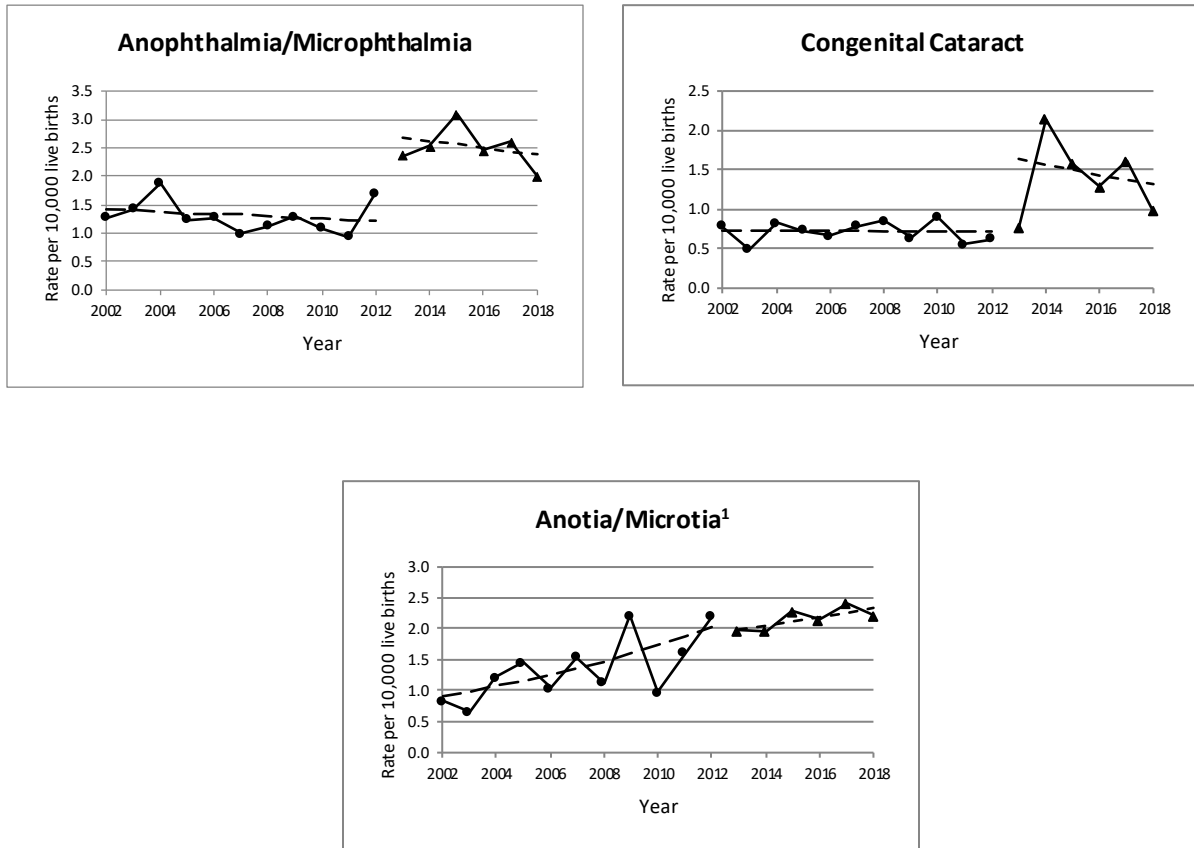 Anophthalmia/Microphthalmia
Rate per 10,000 live births
3.5
3.0
2.5
2.0
1.5
1.0
0.5
0.0
2002 2004 2006 2008 2010 2012 2014 2016 2018
Year
Congenital Cataract
Rate per 10,000 live births
2.5
2.0
1.5
1.0
0.5
0.0
2002 2004 2006 2008 2010 2012 2014 2016 2018
Year
Anotia/Microtia¹
Rate per 10,000 live births
3.0
2.5
2.0
1.5
1.0
0.5
0.0
2002 2004 2006 2008 2010 2012 2014 2016 2018
Year